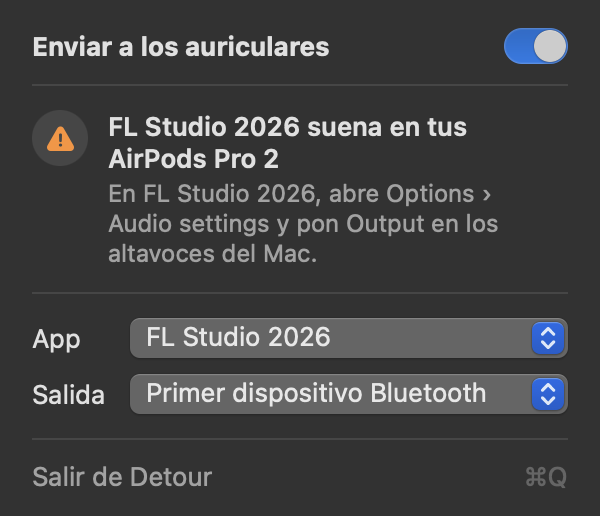 Enviar a los auriculares
FL Studio 2026 suena en tus
AirPods Pro 2
En FL Studio 2026, abre Options ›
Audio settings y pon Output en los
altavoces del Mac.
App
FL Studio 2026
Salida
Primer dispositivo Bluetooth
Salir de Detour
⌘Q